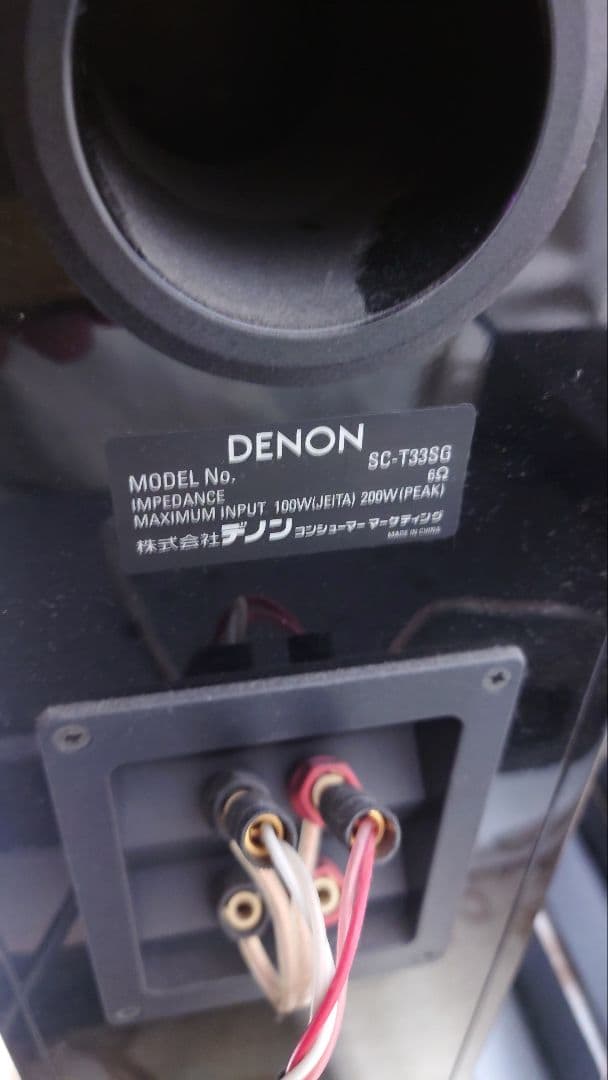 DENON
MODEL No. SC-T33SG
IMPEDANCE 6Ω
MAXIMUM INPUT 100W(JEITA) 200W(PEAK)
株式会社デノン コンシューマー マーケティング
MADE IN CHINA